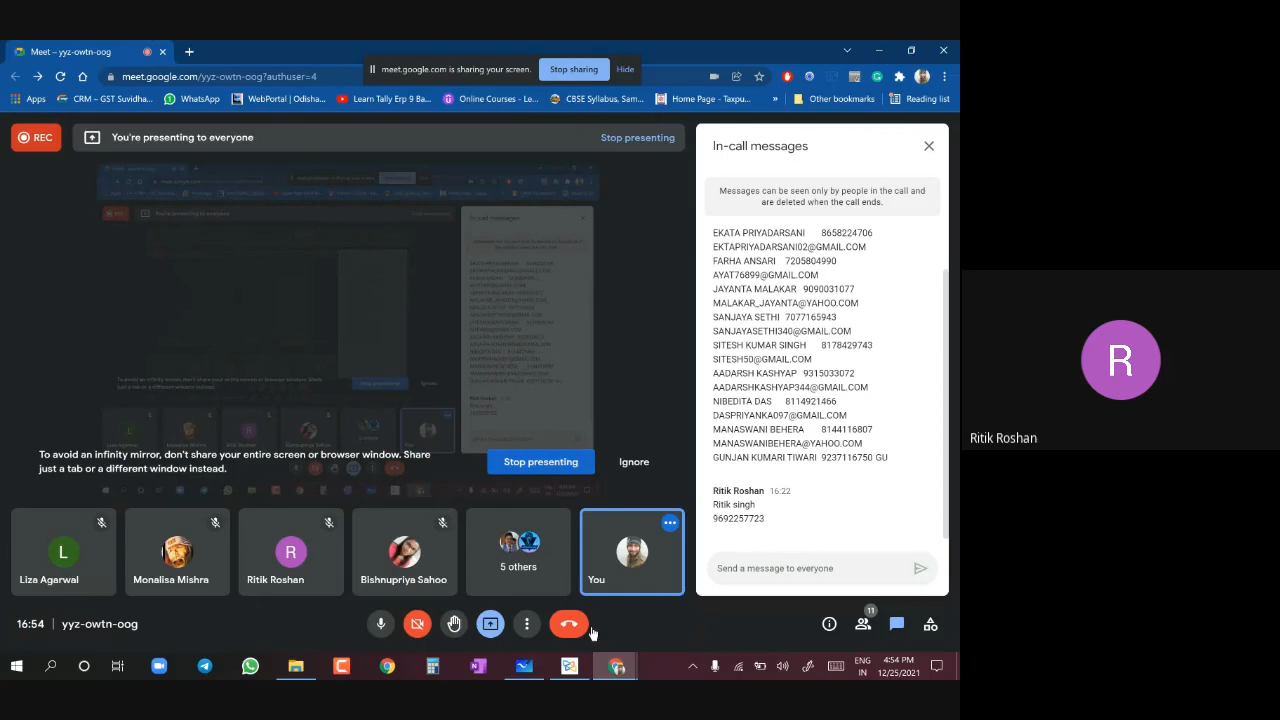 Meet – yyz-owtn-oog
meet.google.com is sharing your screen.
Stop sharing
Hide
meet.google.com/yyz-owtn-oog?authuser=4
Apps
CRM – GST Suvidha...
WhatsApp
WebPortal | Odisha...
Learn Tally Erp 9 Ba...
Online Courses - Le...
CBSE Syllabus, Sam...
Home Page - Taxpu...
»
Other bookmarks
Reading list
REC
You're presenting to everyone
Stop presenting
In-call messages
Messages can be seen only by people in the call and
are deleted when the call ends.
EKATA PRIYADARSANI 8658224706
EKTAPRIYADARSANI02@GMAIL.COM
FARHA ANSARI 7205804990
AYAT76899@GMAIL.COM
JAYANTA MALAKAR 9090031077
MALAKAR_JAYANTA@YAHOO.COM
SANJAYA SETHI 7077165943
SANJAYASETHI340@GMAIL.COM
SITESH KUMAR SINGH 8178429743
SITESH50@GMAIL.COM
AADARSH KASHYAP 9315033072
AADARSHKASHYAP344@GMAIL.COM
NIBEDITA DAS 8114921466
DASPRIYANKA097@GMAIL.COM
MANASWANI BEHERA 8144116807
MANASWANIBEHERA@YAHOO.COM
GUNJAN KUMARI TIWARI 9237116750 GU
Ritik Roshan 16:22
Ritik singh
9692257723
Send a message to everyone
To avoid an infinity mirror, don't share your entire screen or browser window. Share
just a tab or a different window instead.
Stop presenting
Ignore
L
Liza Agarwal
Monalisa Mishra
R
Ritik Roshan
Bishnupriya Sahoo
5 others
You
16:54 | yyz-owtn-oog
11
ENG
IN
4:54 PM
12/25/2021
R
Ritik Roshan